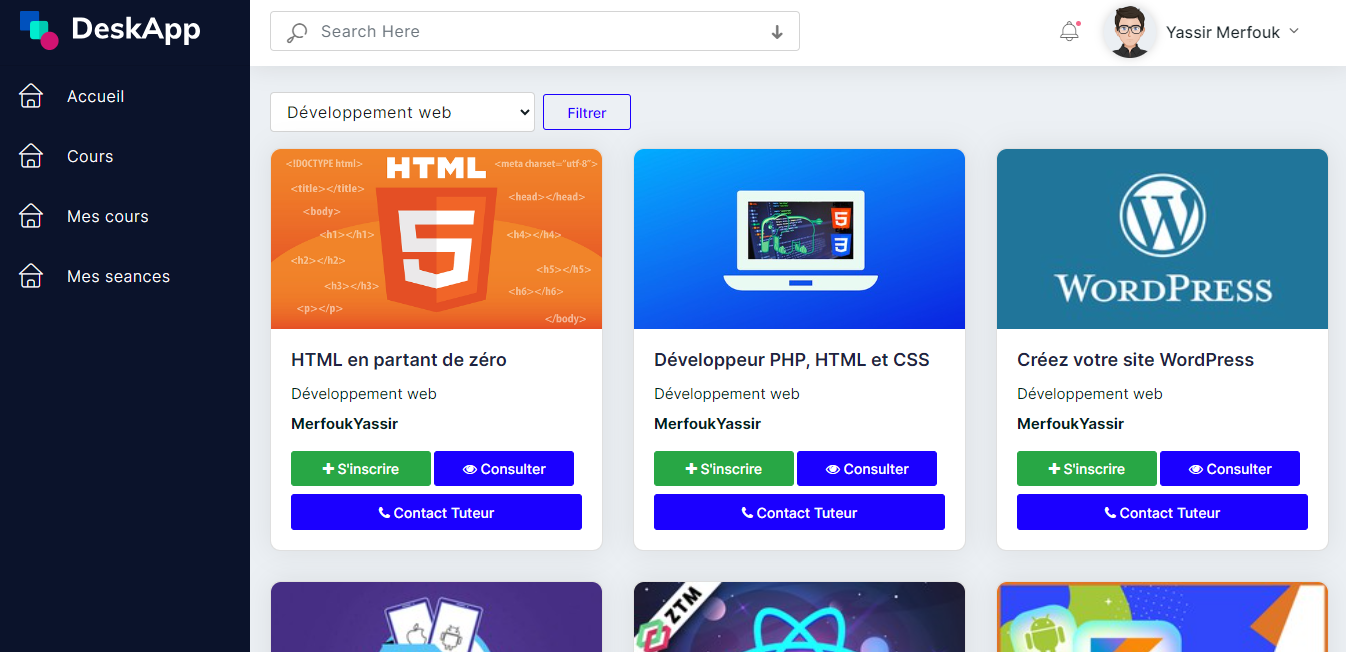 DeskApp
Search Here
Yassir Merfouk
Accueil
Cours
Mes cours
Mes seances
Développement web
Filtrer
<!DOCTYPE html>
HTML
<meta charset="utf-8">
<title></title>
<head></head>
<body>
<h1></h1>
<h4></h4>
<h2></h2>
<h5></h5>
<h3></h3>
<h6></h6>
<p></p>
</body>
5
5
3
W
WORDPRESS
HTML en partant de zéro
Développement web
MerfoukYassir
S'inscrire
Consulter
Contact Tuteur
Développeur PHP, HTML et CSS
Développement web
MerfoukYassir
S'inscrire
Consulter
Contact Tuteur
Créez votre site WordPress
Développement web
MerfoukYassir
S'inscrire
Consulter
Contact Tuteur
ZTM